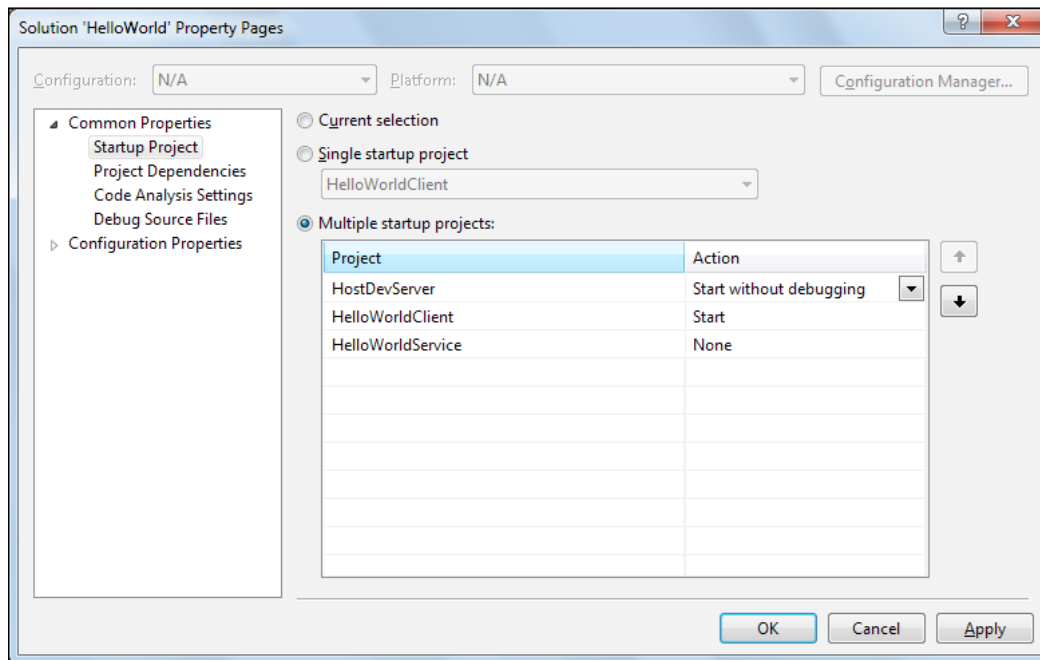 Solution 'HelloWorld' Property Pages
? X
Configuration: N/A Platform: N/A Configuration Manager...
Common Properties
Startup Project
Project Dependencies
Code Analysis Settings
Debug Source Files
Configuration Properties
Current selection
Single startup project
HelloWorldClient
Multiple startup projects:
Project Action
HostDevServer Start without debugging
HelloWorldClient Start
HelloWorldService None
OK Cancel Apply